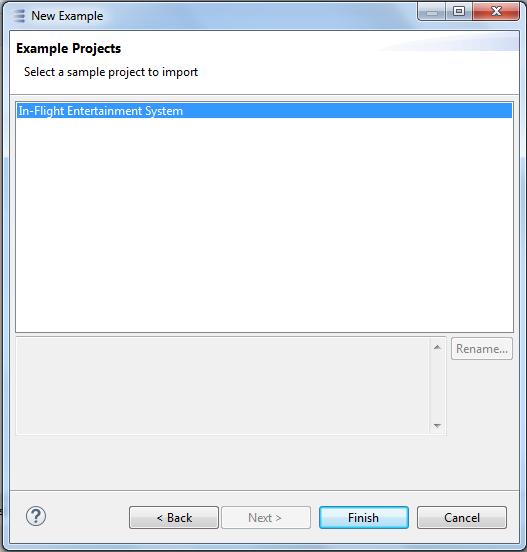 New Example
Example Projects
Select a sample project to import
In-Flight Entertainment System
Rename...
?
< Back
Next >
Finish
Cancel